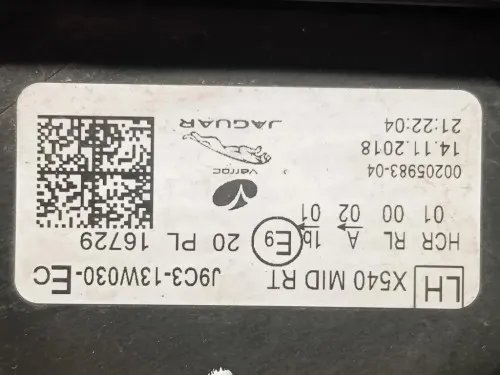 LH X540 MID RT J9C3-13W030-EC
HCR RL A 1b E9 20 PL 16729
01 00 02 01
00205983-04 varroc
14.11.2018
21:22:04 JAGUAR